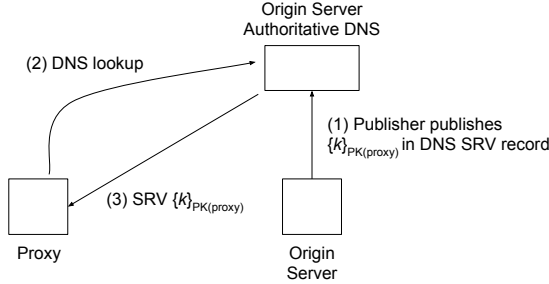 Origin Server
Authoritative DNS
(2) DNS lookup
(1) Publisher publishes
{k}PK(proxy) in DNS SRV record
(3) SRV {k}PK(proxy)
Proxy
Origin
Server